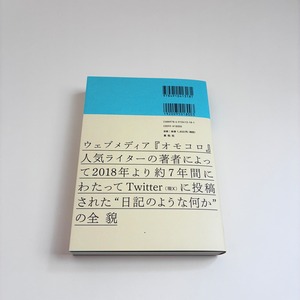 ウェブメディア『オモコロ』
人気ライターの著者によっ
て2018年より約7年間に
わたってTwitter（現X）に投稿
された“日記のような何か”
の全貌